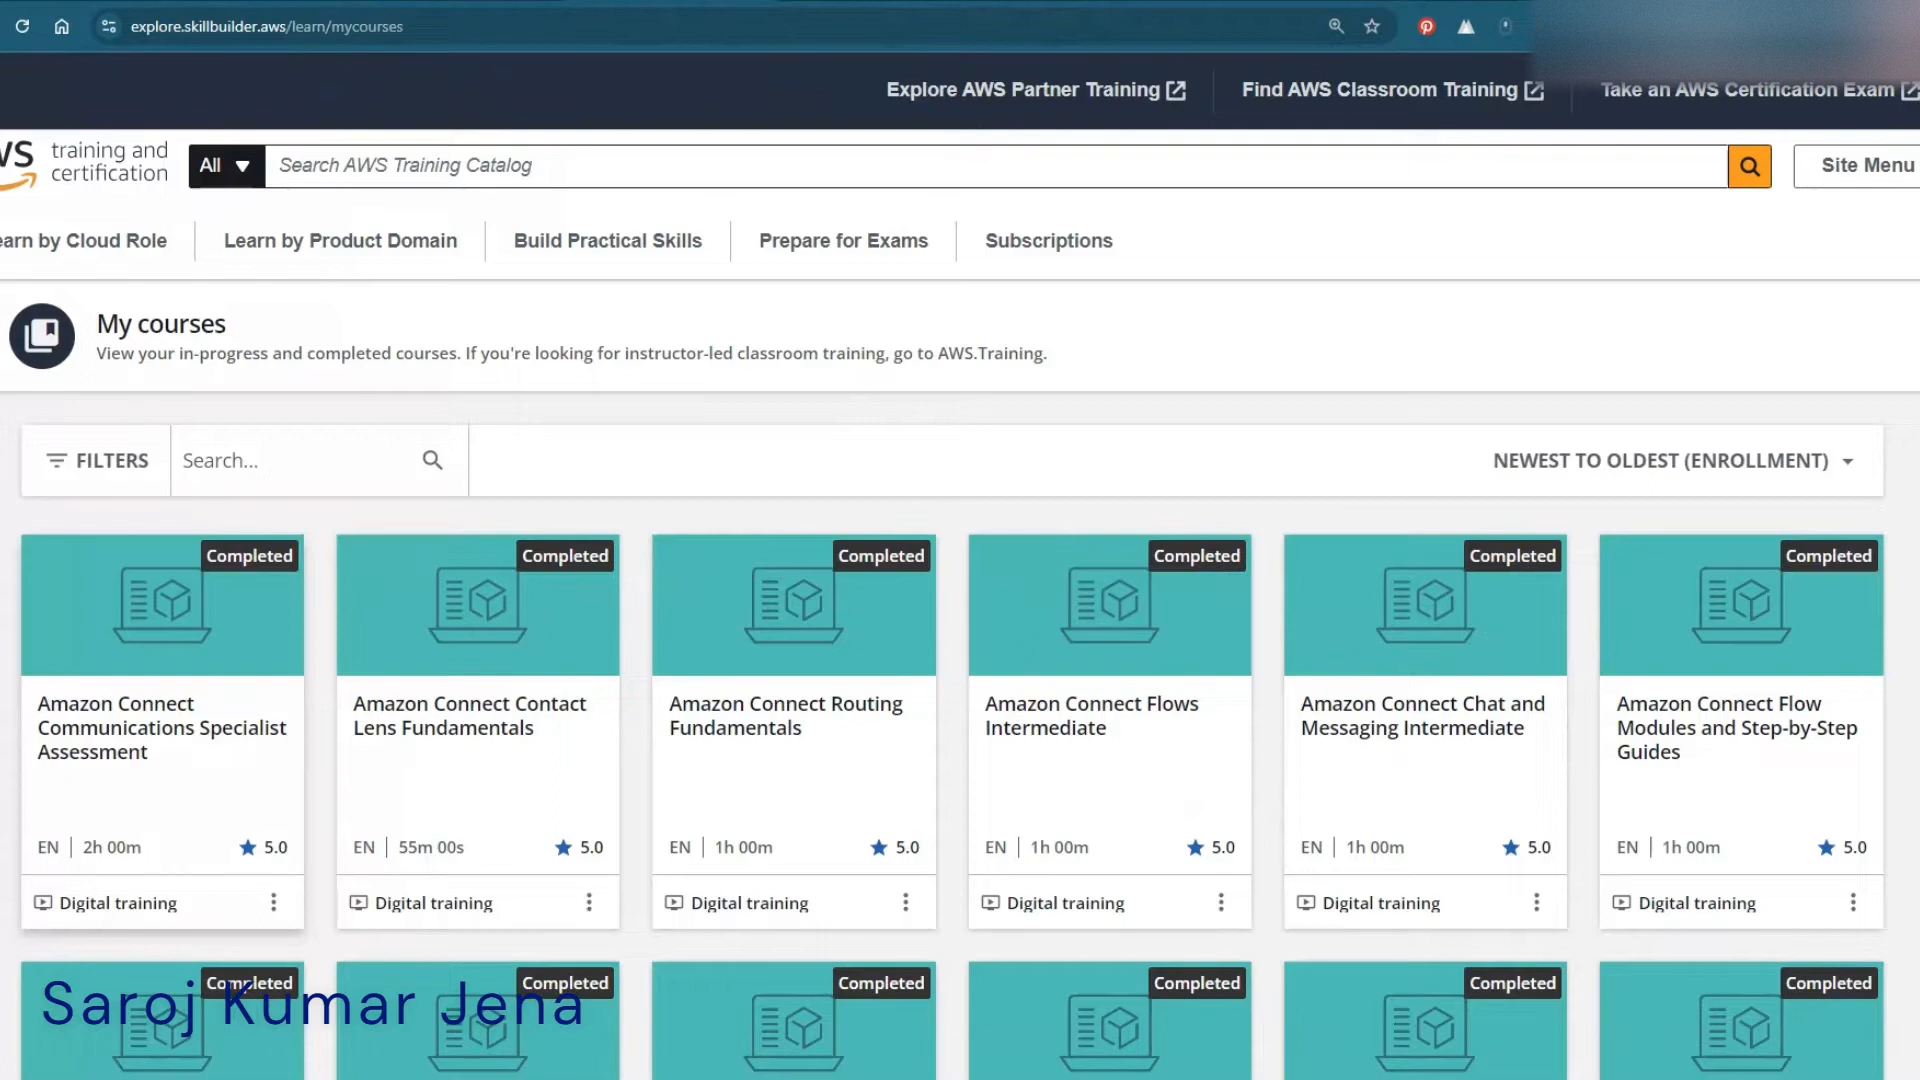 explore.skillbuilder.aws/learn/mycourses
Explore AWS Partner Training
Find AWS Classroom Training
Take an AWS Certification Exam
training and
certification
All
Search AWS Training Catalog
Site Menu
earn by Cloud Role
Learn by Product Domain
Build Practical Skills
Prepare for Exams
Subscriptions
My courses
View your in-progress and completed courses. If you're looking for instructor-led classroom training, go to AWS.Training.
FILTERS
Search...
NEWEST TO OLDEST (ENROLLMENT)
Completed
Amazon Connect
Communications Specialist
Assessment
EN
2h 00m
5.0
Digital training
Completed
Amazon Connect Contact
Lens Fundamentals
EN
55m 00s
5.0
Digital training
Completed
Amazon Connect Routing
Fundamentals
EN
1h 00m
5.0
Digital training
Completed
Amazon Connect Flows
Intermediate
EN
1h 00m
5.0
Digital training
Completed
Amazon Connect Chat and
Messaging Intermediate
EN
1h 00m
5.0
Digital training
Completed
Amazon Connect Flow
Modules and Step-by-Step
Guides
EN
1h 00m
5.0
Digital training
Completed
Completed
Completed
Completed
Completed
Completed
Saroj Kumar Jena